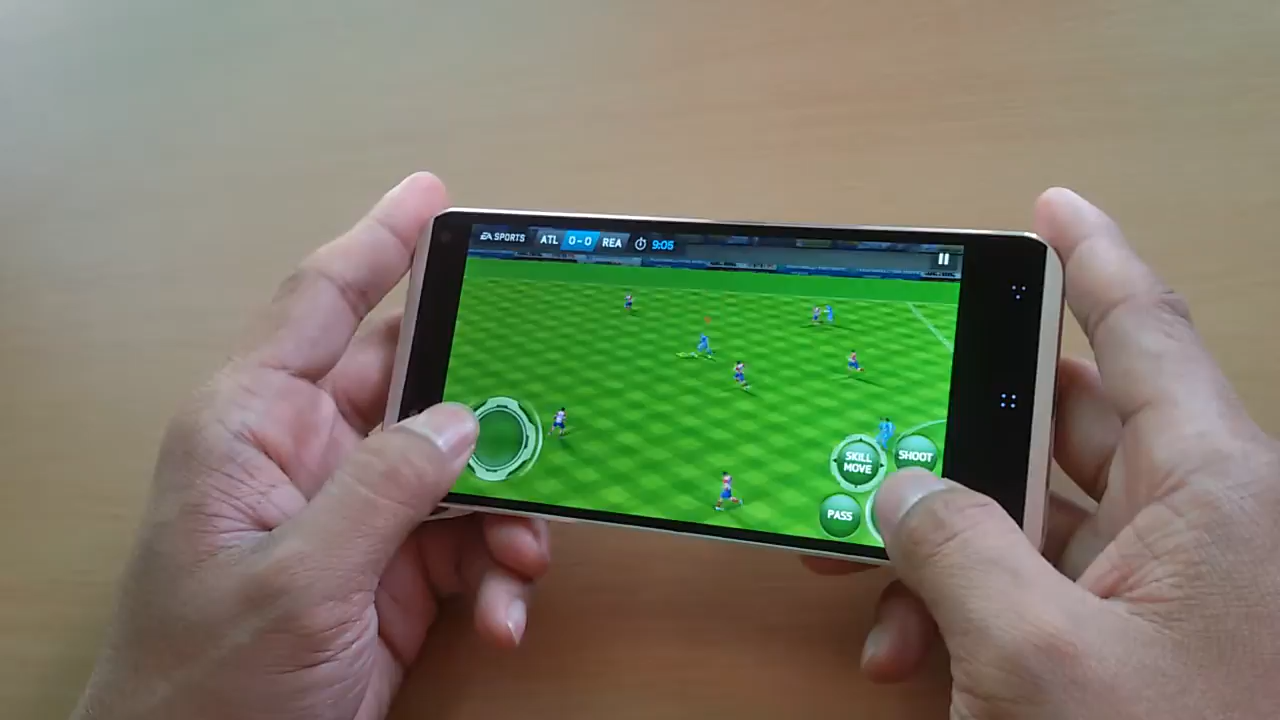 EA SPORTS ATL 0-0 REA 9:05
SKILL MOVE
SHOOT
PASS